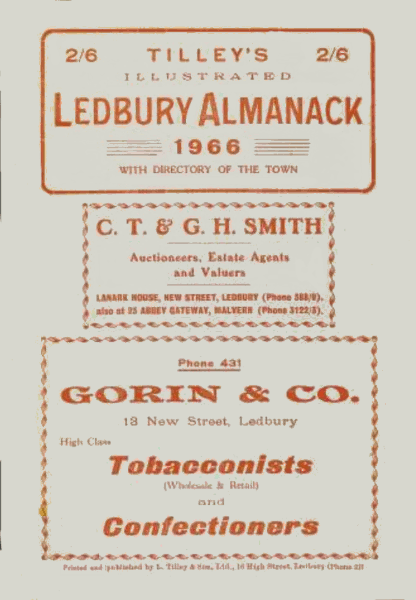 2/6 TILLEY'S 2/6
ILLUSTRATED
LEDBURY ALMANACK
1966
WITH DIRECTORY OF THE TOWN
C. T. & G. H. SMITH
Auctioneers, Estate Agents
and Valuers
LANARK HOUSE, NEW STREET, LEDBURY (Phone
also at 25 ABBEY GATEWAY, MALVERN (Phone
Phone 431
GORIN & CO.
13 New Street, Ledbury
High Class
Tobacconists
(Wholesale & Retail)
and
Confectioners
Printed and published by L. Tilley & Son, Ltd., 16 High Street, Ledbury (Phone